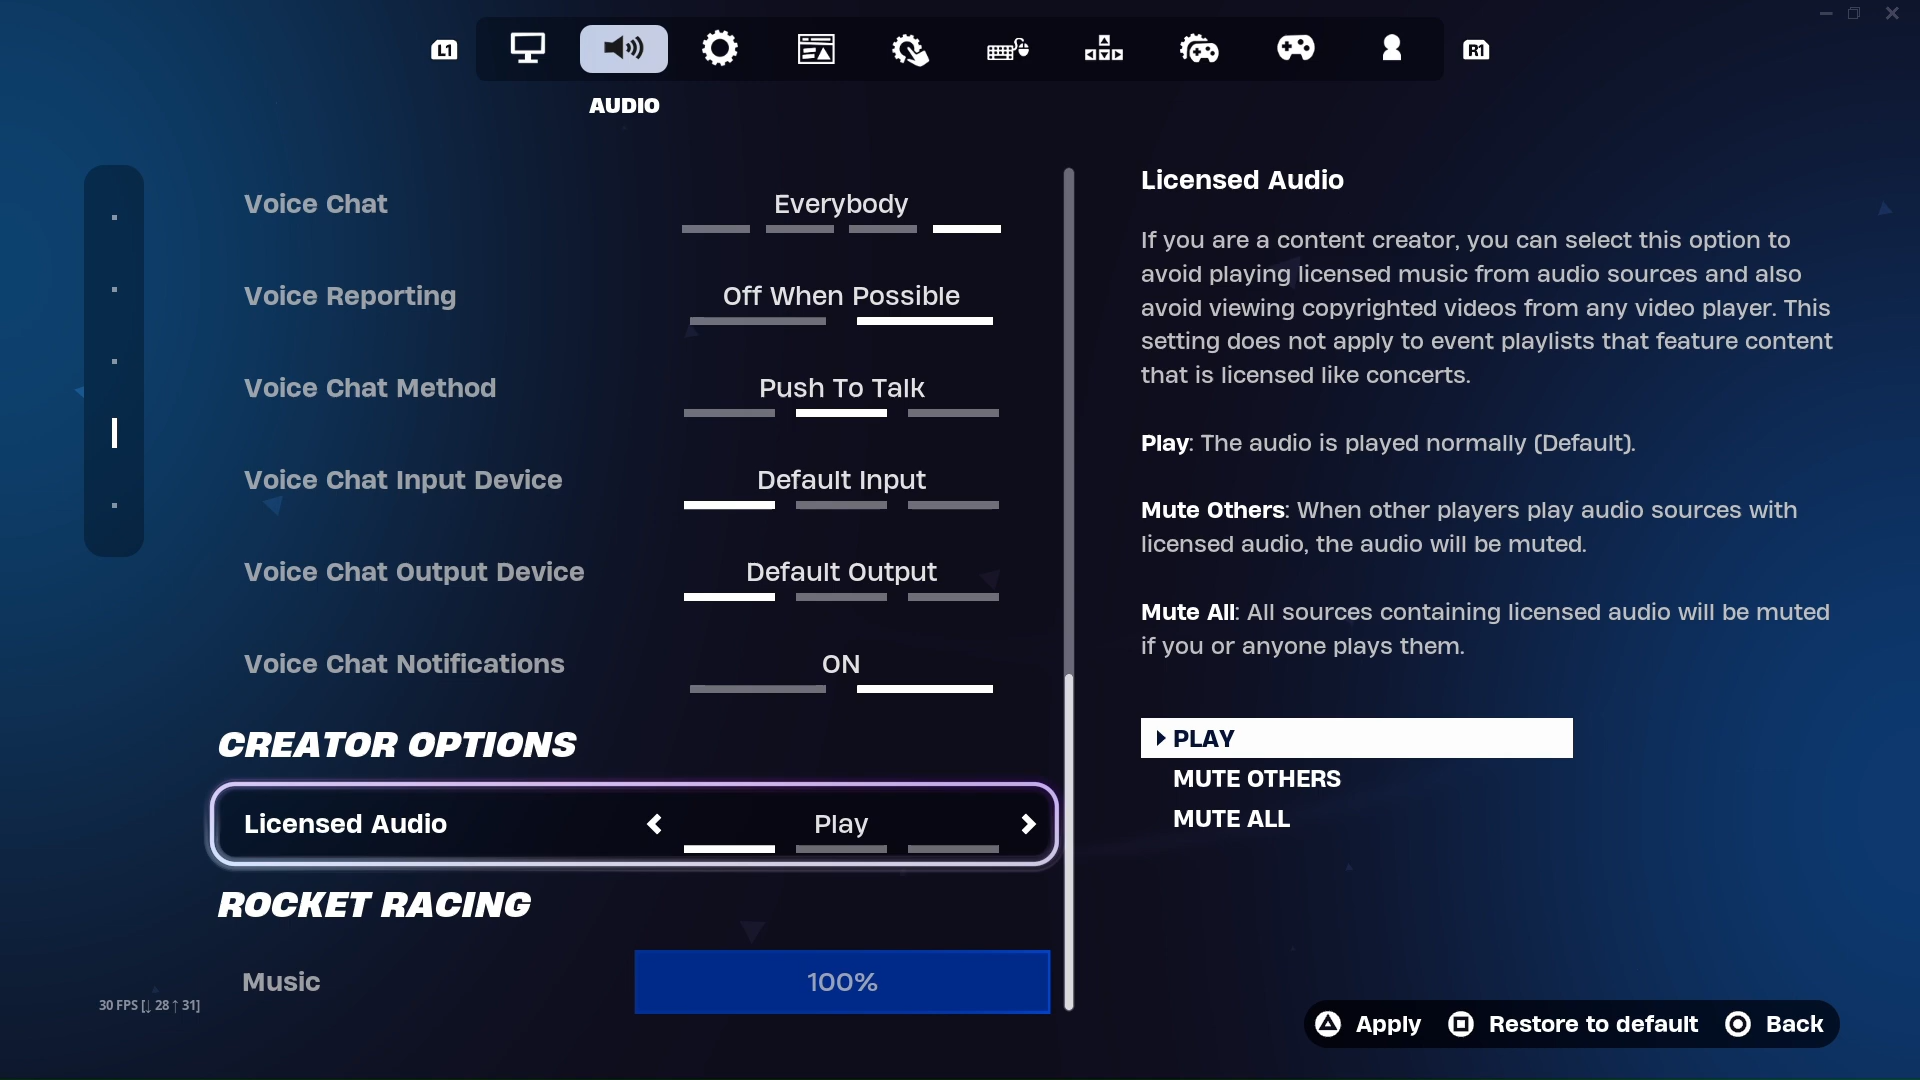 L1
R1
AUDIO
Voice Chat
Everybody
Voice Reporting
Off When Possible
Voice Chat Method
Push To Talk
Voice Chat Input Device
Default Input
Voice Chat Output Device
Default Output
Voice Chat Notifications
ON
CREATOR OPTIONS
Licensed Audio
Play
ROCKET RACING
Music
100%
30 FPS [↓ 28 ↑ 31]
Licensed Audio
If you are a content creator, you can select this option to
avoid playing licensed music from audio sources and also
avoid viewing copyrighted videos from any video player. This
setting does not apply to event playlists that feature content
that is licensed like concerts.
Play: The audio is played normally (Default).
Mute Others: When other players play audio sources with
licensed audio, the audio will be muted.
Mute All: All sources containing licensed audio will be muted
if you or anyone plays them.
PLAY
MUTE OTHERS
MUTE ALL
Apply
Restore to default
Back